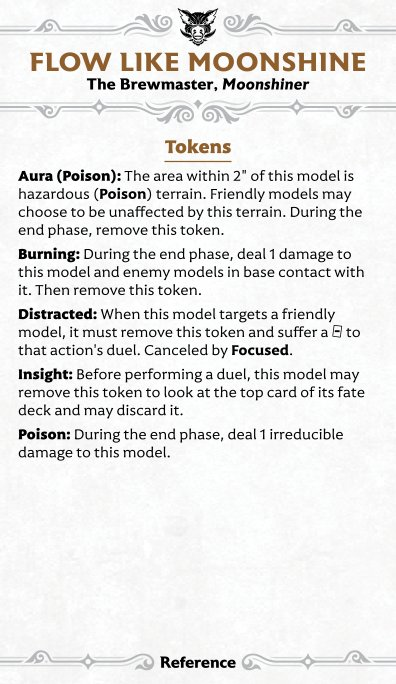 FLOW LIKE MOONSHINE
The Brewmaster, Moonshiner
Tokens
Aura (Poison): The area within 2" of this model is
hazardous (Poison) terrain. Friendly models may
choose to be unaffected by this terrain. During the
end phase, remove this token.
Burning: During the end phase, deal 1 damage to
this model and enemy models in base contact with
it. Then remove this token.
Distracted: When this model targets a friendly
model, it must remove this token and suffer a to
that action's duel. Canceled by Focused.
Insight: Before performing a duel, this model may
remove this token to look at the top card of its fate
deck and may discard it.
Poison: During the end phase, deal 1 irreducible
damage to this model.
Reference